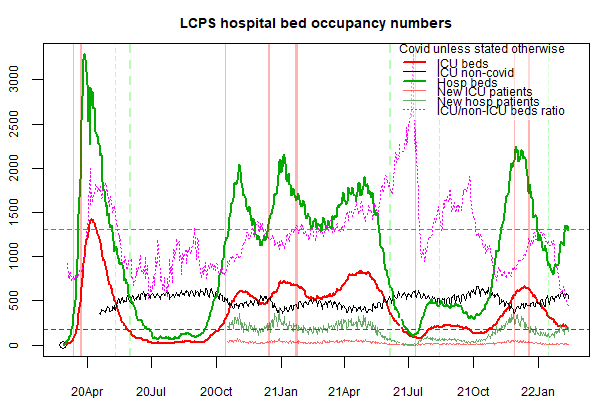 LCPS hospital bed occupancy numbers
Covid unless stated otherwise
ICU beds
ICU non-covid
Hosp beds
New ICU patients
New hosp patients
ICU/non-ICU beds ratio
3000
2500
2000
1500
1000
500
0
20Apr 20Jul 20Oct 21Jan 21Apr 21Jul 21Oct 22Jan